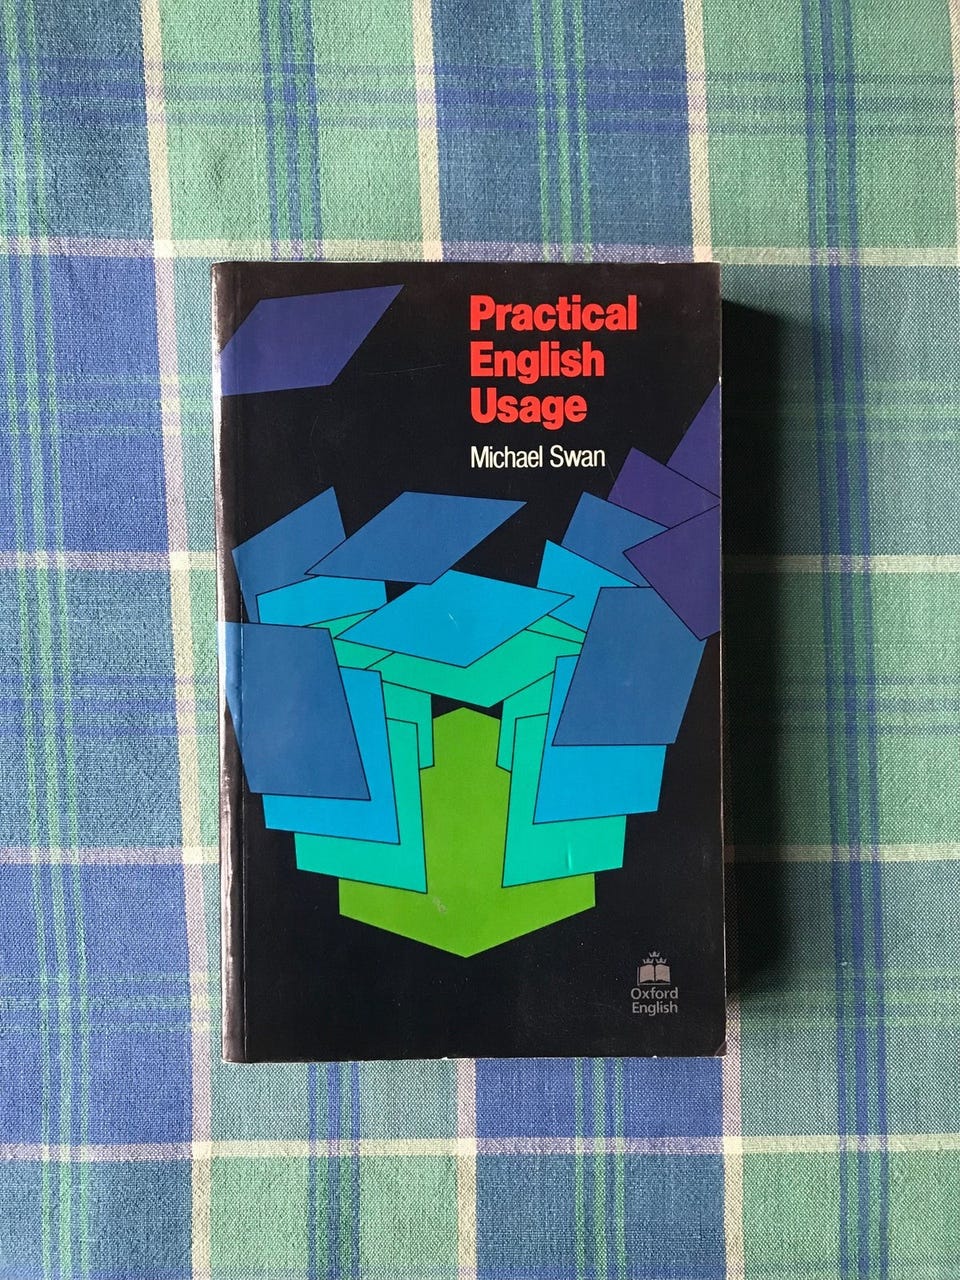 Practical
English
Usage
Michael Swan
Oxford
English